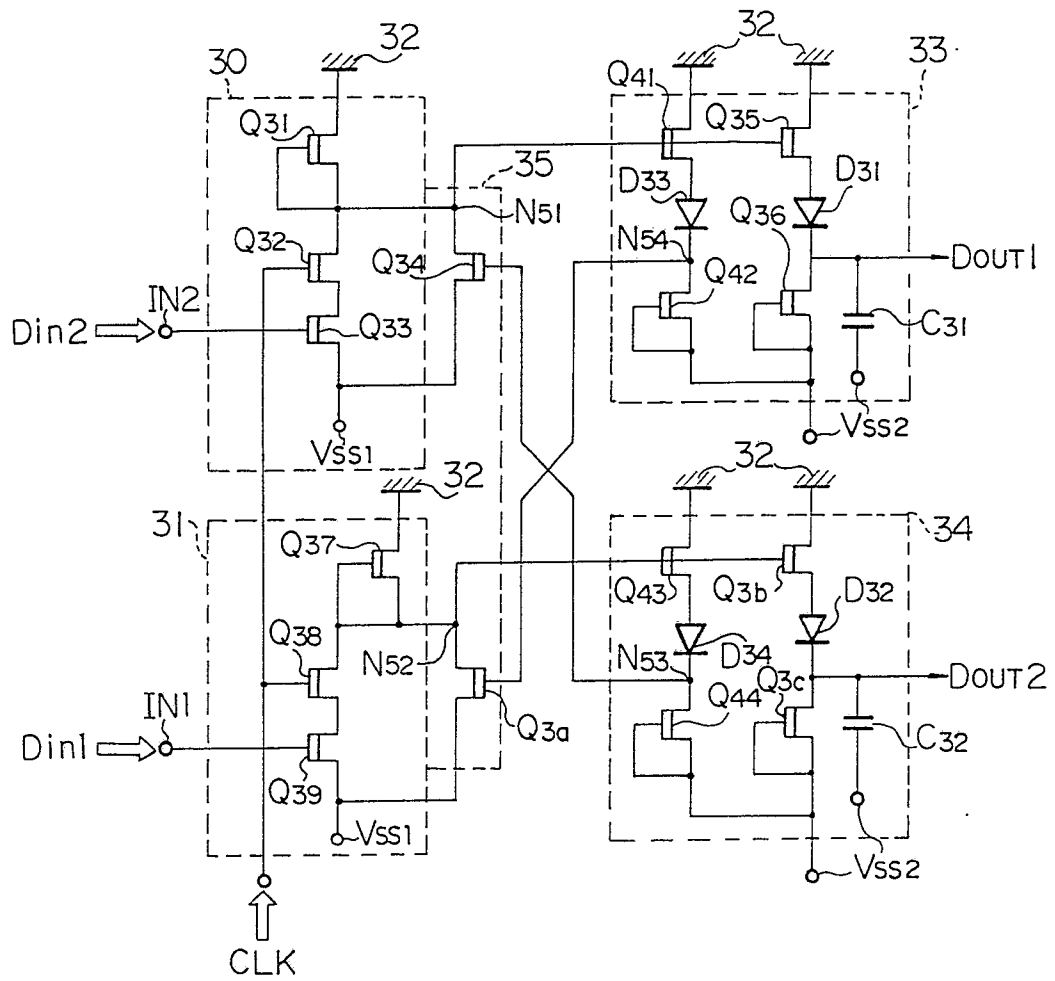 32
32
30
33
Q41
Q31
Q35
35
D33
D31
N51
Q36
Q32
Q34
N54
DOUT1
IN2
Q42
Din2
Q33
C31
VSS1
VSS2
32
32
31
34
Q37
Q43
Q3b
D32
Q38
N52
N53
D34
Q3c
DOUT2
IN1
Q44
Din1
Q3a
C32
Q39
VSS1
VSS2
CLK